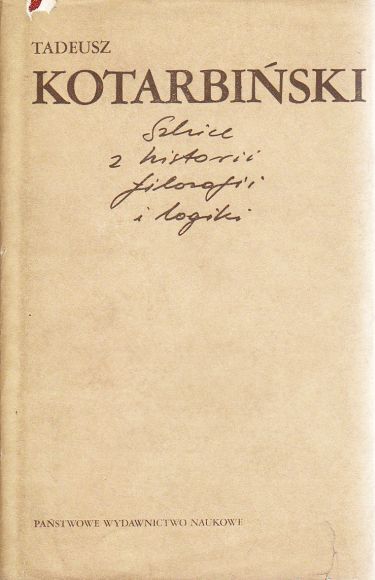 TADEUSZ
KOTARBIŃSKI
Szkice
z historii
filozofii
i logiki
PAŃSTWOWE WYDAWNICTWO NAUKOWE